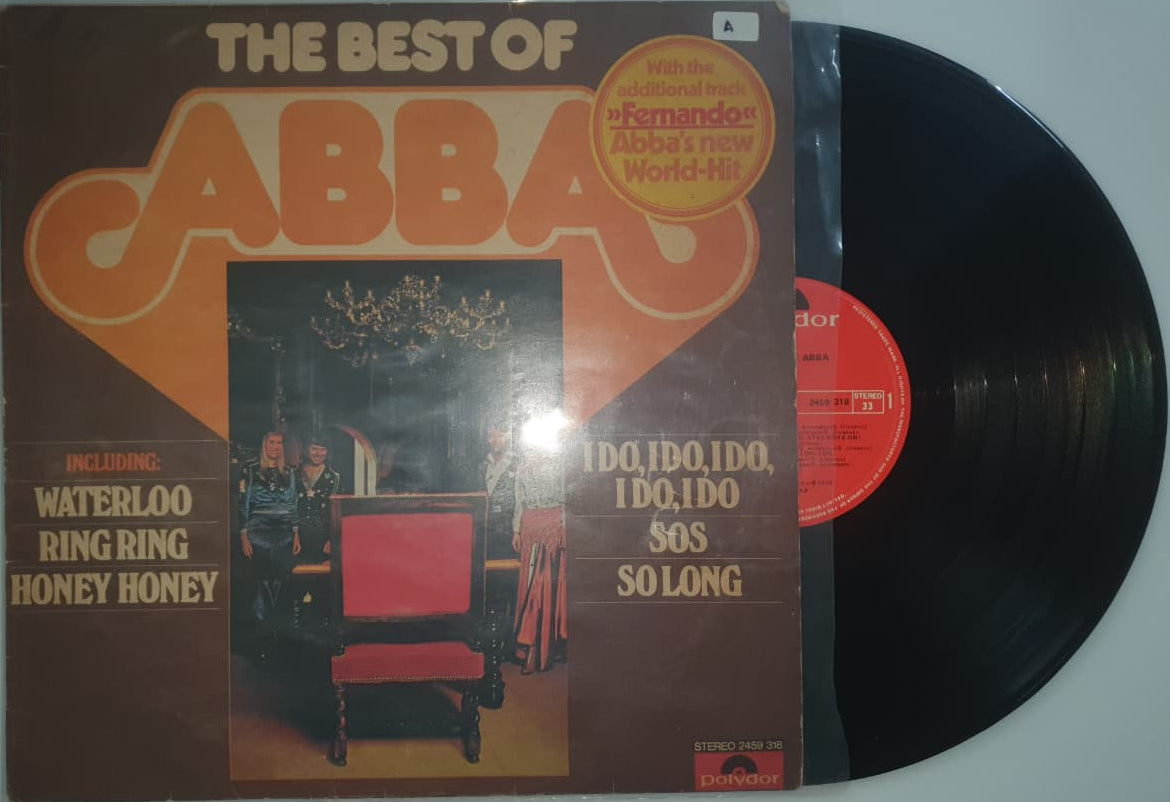 THE BEST OF
A
ABBA
With the
additional track
»Fernando«
Abba's new
World-Hit
INCLUDING:
WATERLOO
RING RING
HONEY HONEY
I DO, I DO, I DO,
I DO, I DO
SOS
SO LONG
STEREO 2459 318
polydor
dor
ABBA
2459 318
STEREO
33
1